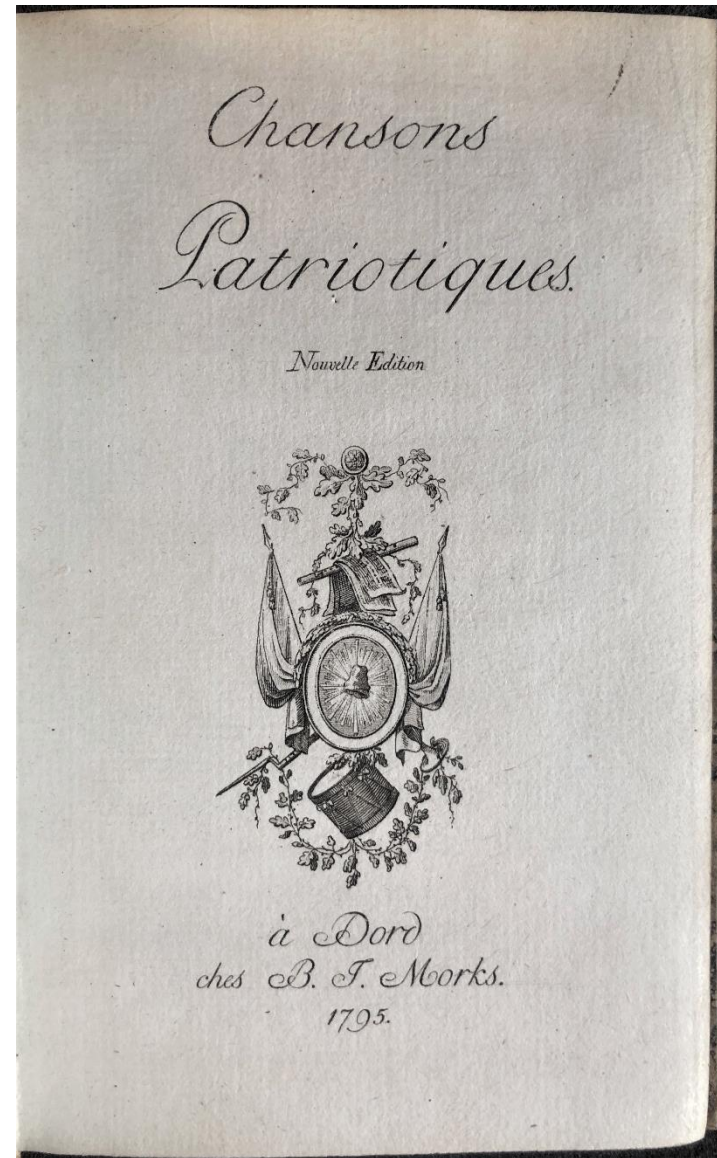 Chansons
Patriotiques.
Nouvelle Edition
à Dord
ches B. J. Morks.
1795.